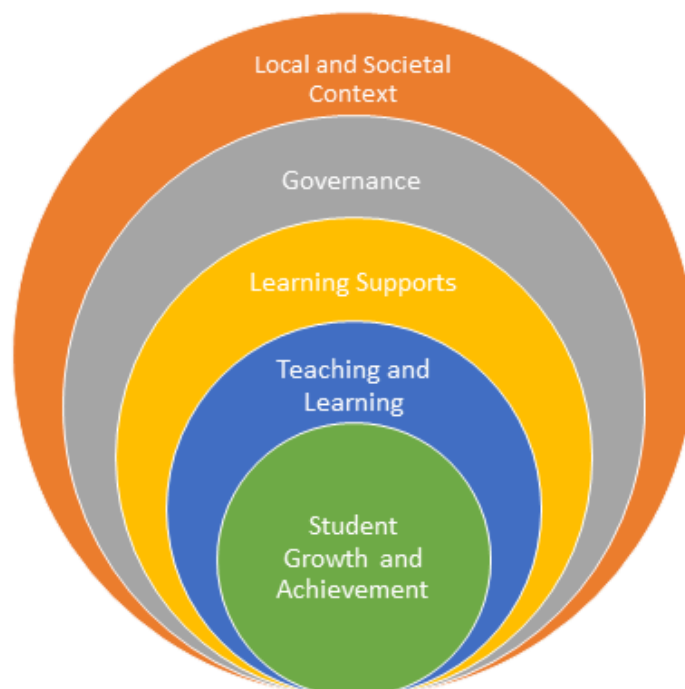 Local and Societal
Context
Governance
Learning Supports
Teaching and
Learning
Student
Growth and
Achievement